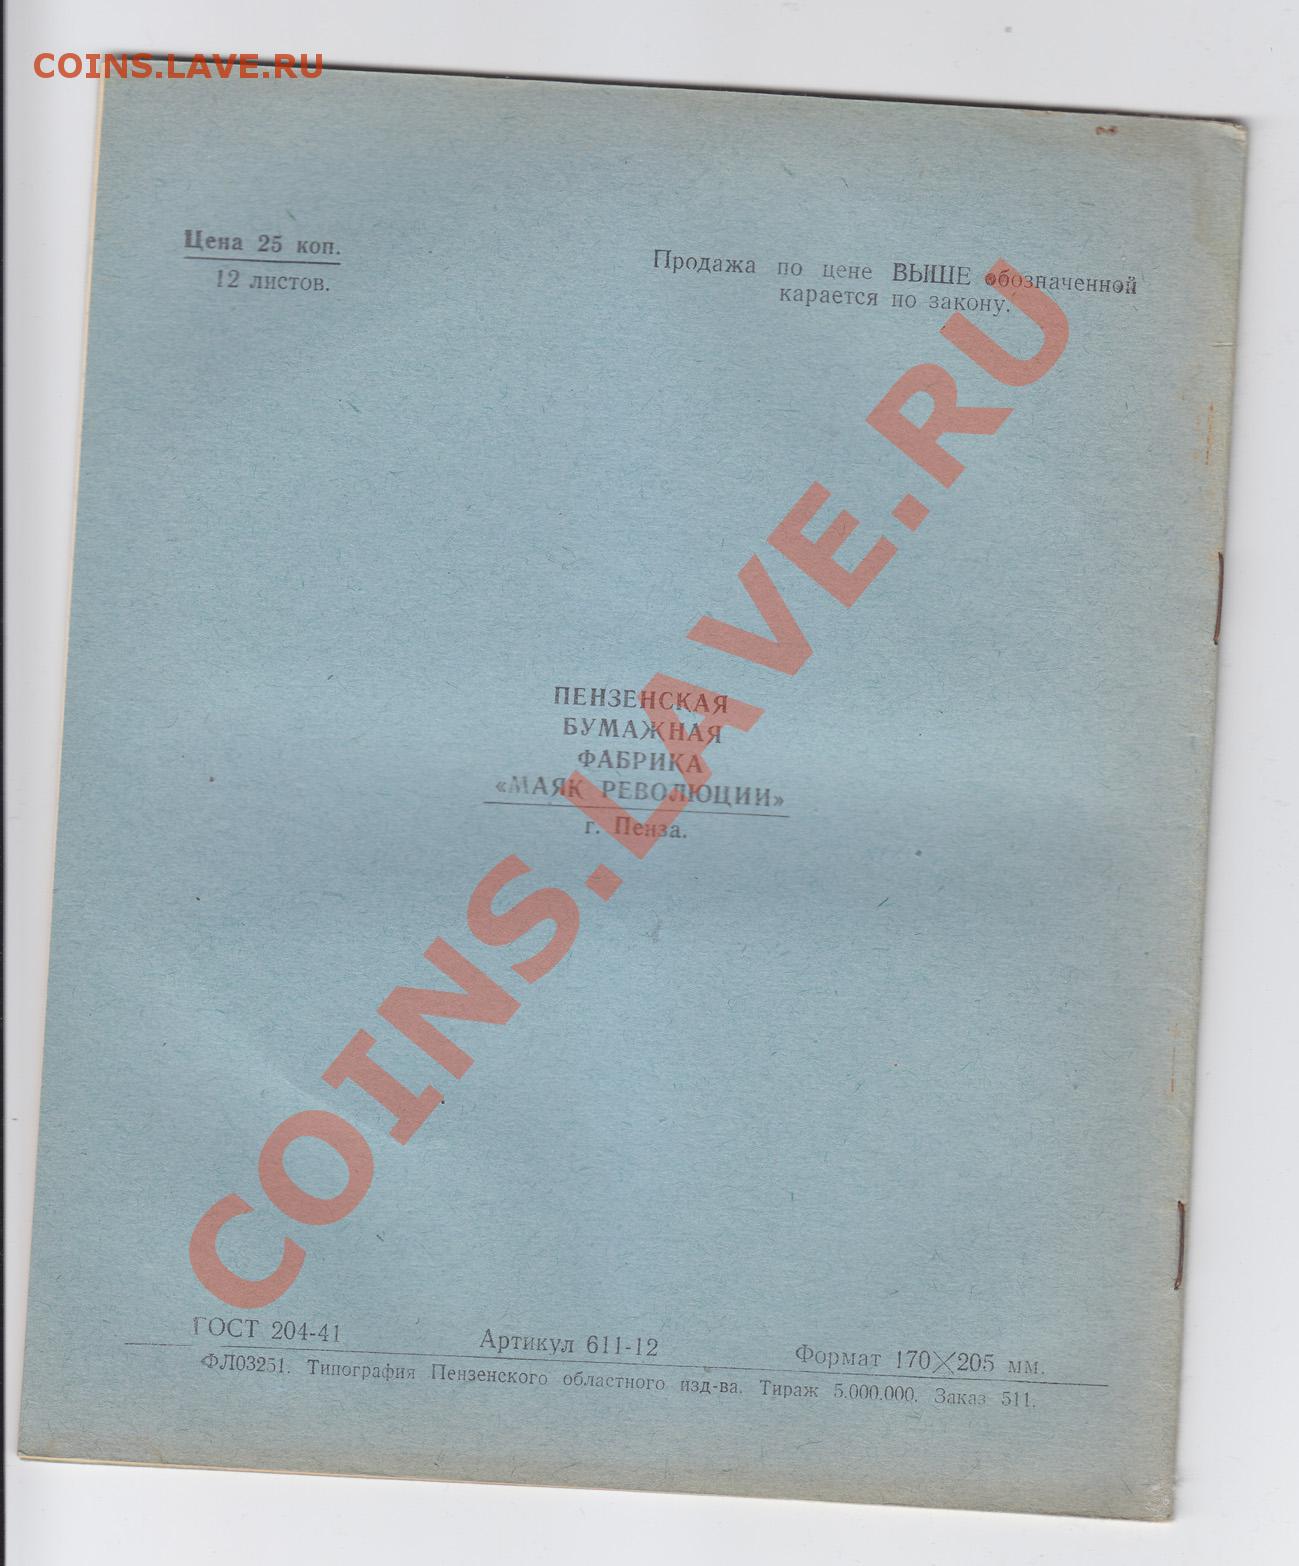 COINS.LAVE.RU
Цена 25 коп.
12 листов.
Продажа по цене ВЫШЕ обозначенной
карается по закону.
ПЕНЗЕНСКАЯ
БУМАЖНАЯ
ФАБРИКА
«МАЯК РЕВОЛЮЦИИ»
г. Пенза.
COINS.LAVE.RU
ГОСТ 204-41
Артикул 611-12
Формат 170×205 мм.
ФЛ03251. Типография Пензенского областного изд-ва. Тираж 5.000.000. Заказ 511.